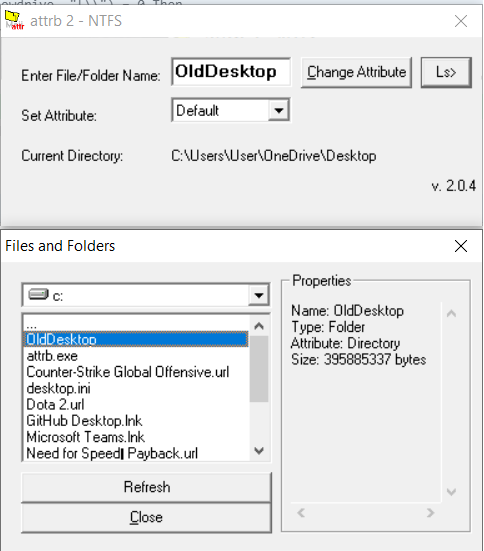 attrb 2 - NTFS
Enter File/Folder Name:
OldDesktop
Change Attribute
Ls>
Set Attribute:
Default
Current Directory:
C:\Users\User\OneDrive\Desktop
v. 2.0.4
Files and Folders
c:
...
OldDesktop
attrb.exe
Counter-Strike Global Offensive.url
desktop.ini
Dota 2.url
GitHub Desktop.lnk
Microsoft Teams.lnk
Need for Speed Payback.url
Refresh
Close
Properties
Name: OldDesktop
Type: Folder
Attribute: Directory
Size: 395885337 bytes